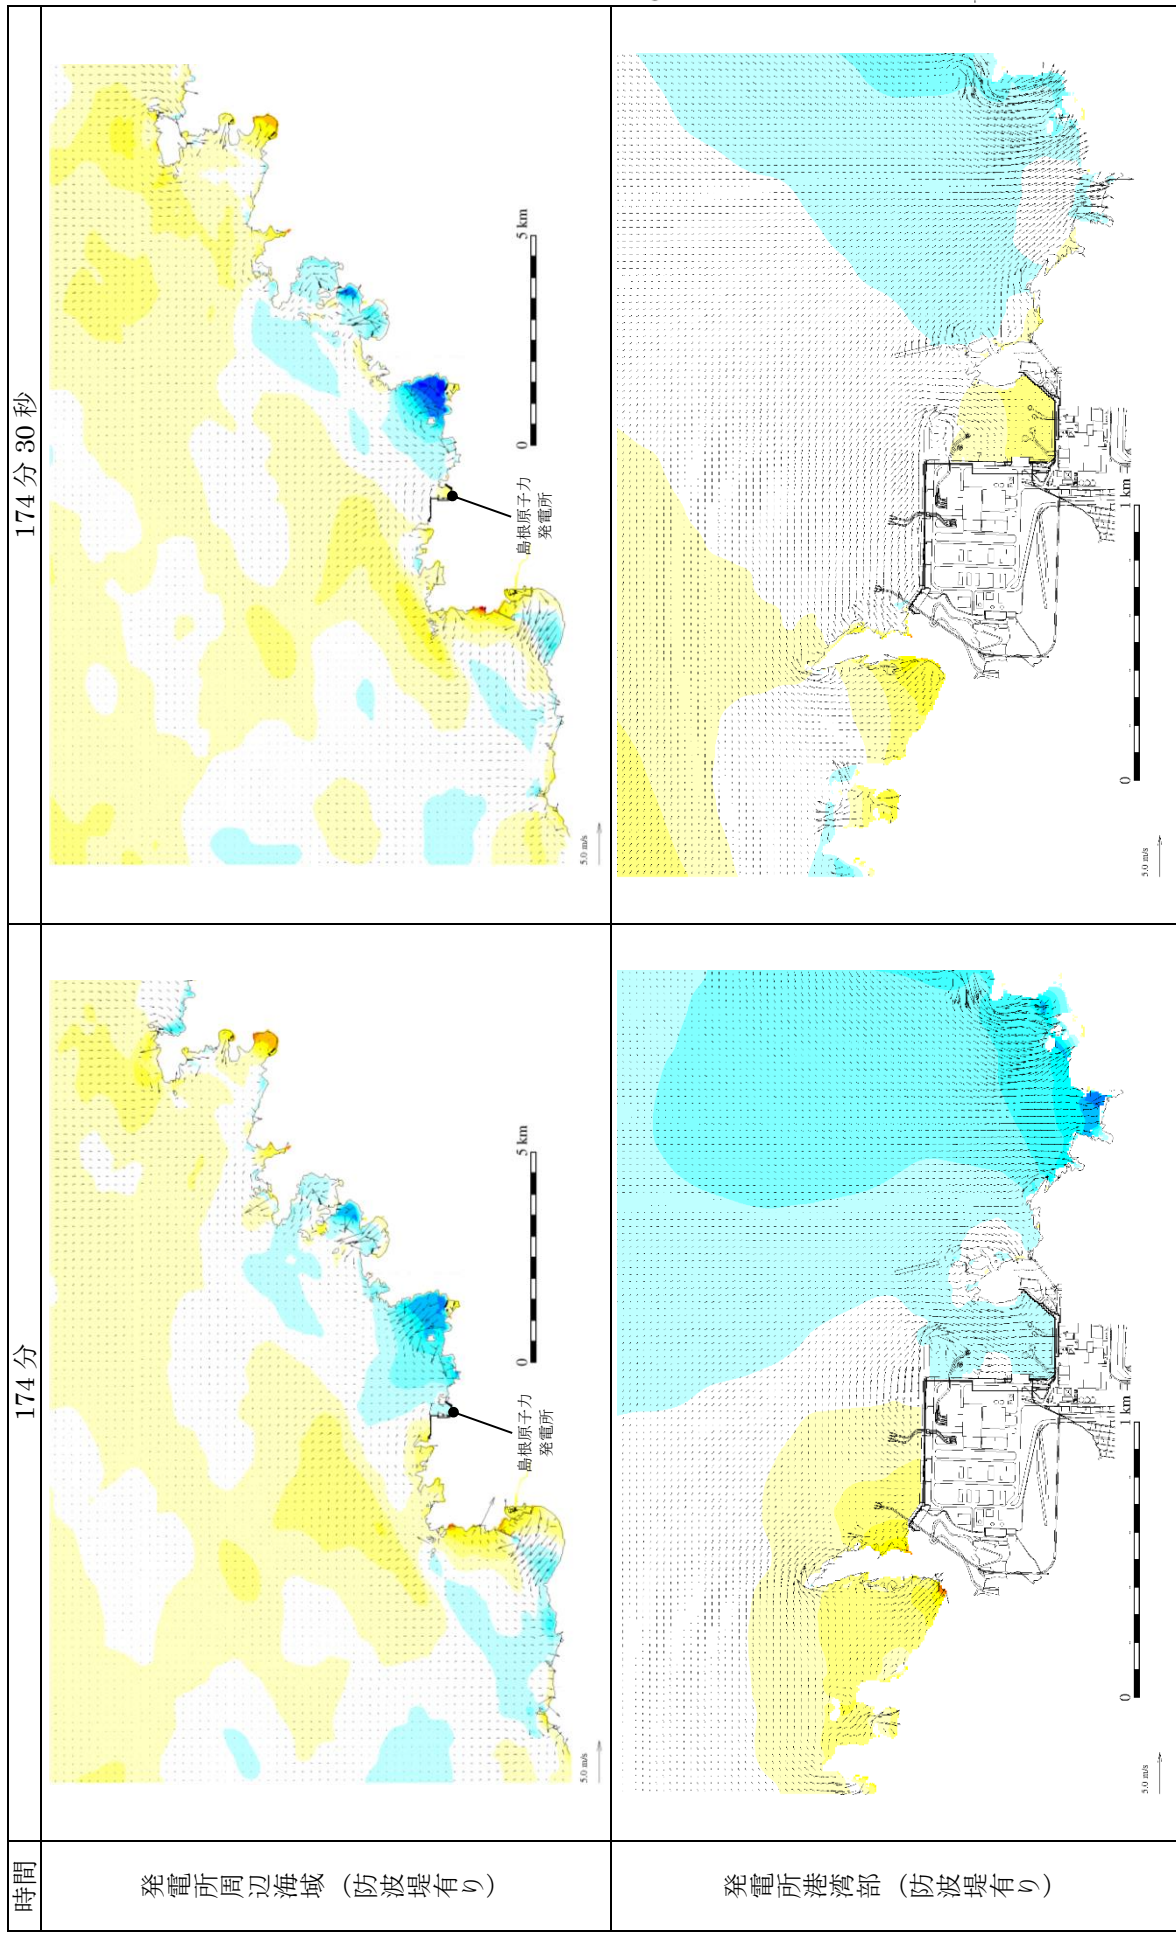 時間
174分
174分30秒
発電所周辺海域（防波堤有り）
5.0 m/s
島根原子力
発電所
0
5 km
5.0 m/s
島根原子力
発電所
0
5 km
発電所港湾部（防波堤有り）
5.0 m/s
0
1 km
5.0 m/s
0
1 km